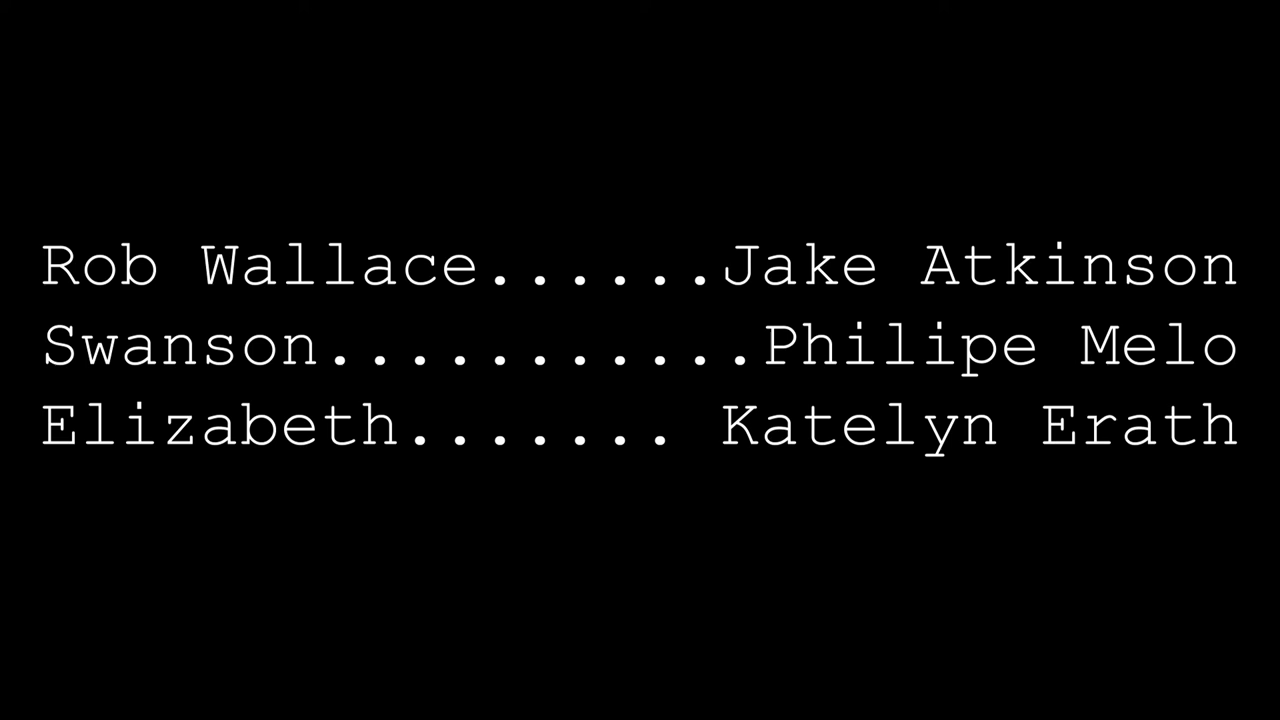 Rob Wallace......Jake Atkinson
Swanson...........Philipe Melo
Elizabeth....... Katelyn Erath